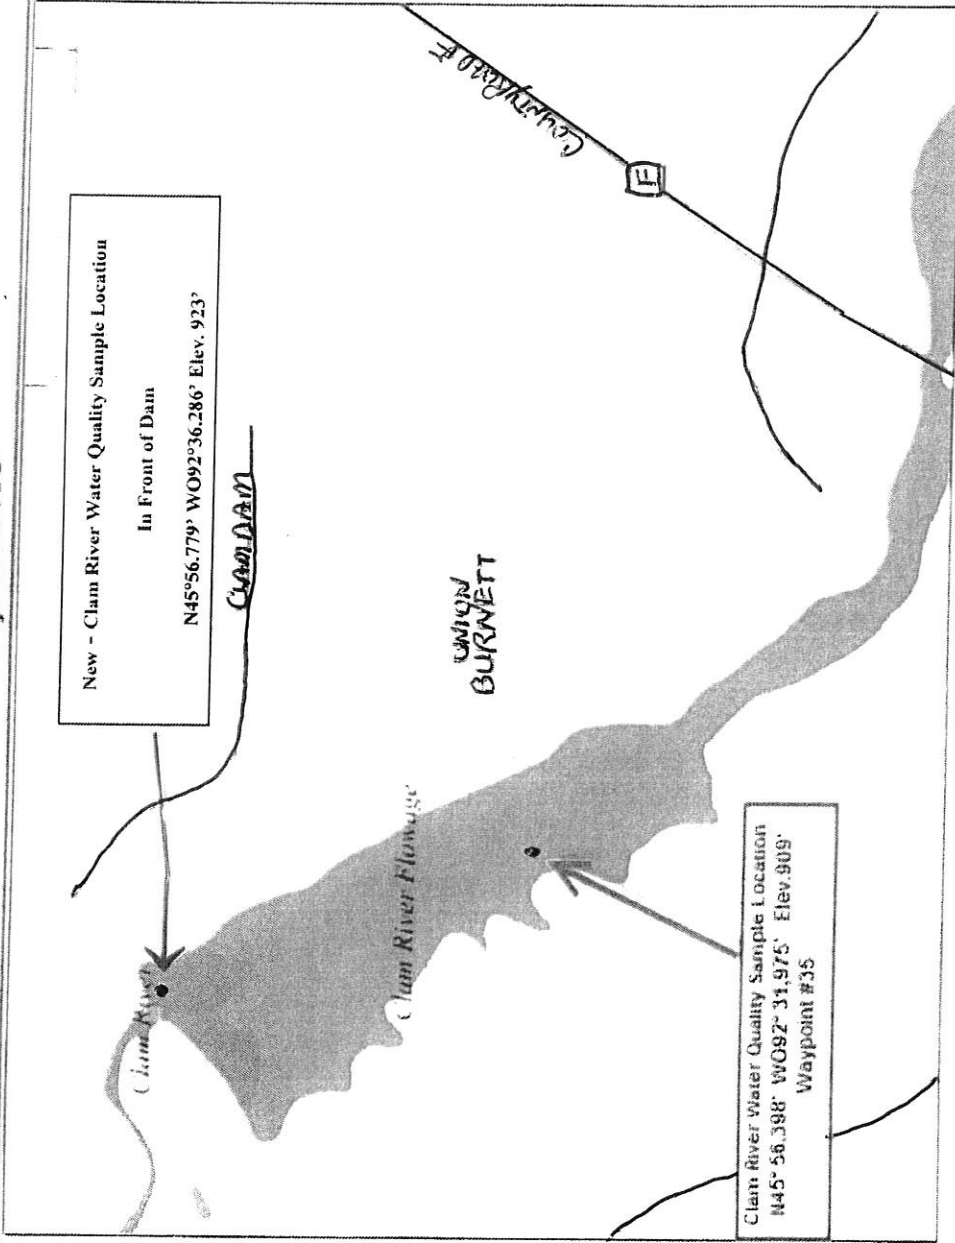 New - Clam River Water Quality Sample Location
In Front of Dam
N45°56.779' WO92°36.286' Elev. 923'
CLAM DAM
County Road F
F
Clam River
UNION
BURNETT
Clam River Flowage
Clam River Water Quality Sample Location
N45° 56.398' WO92° 31,975' Elev.909'
Waypoint #35